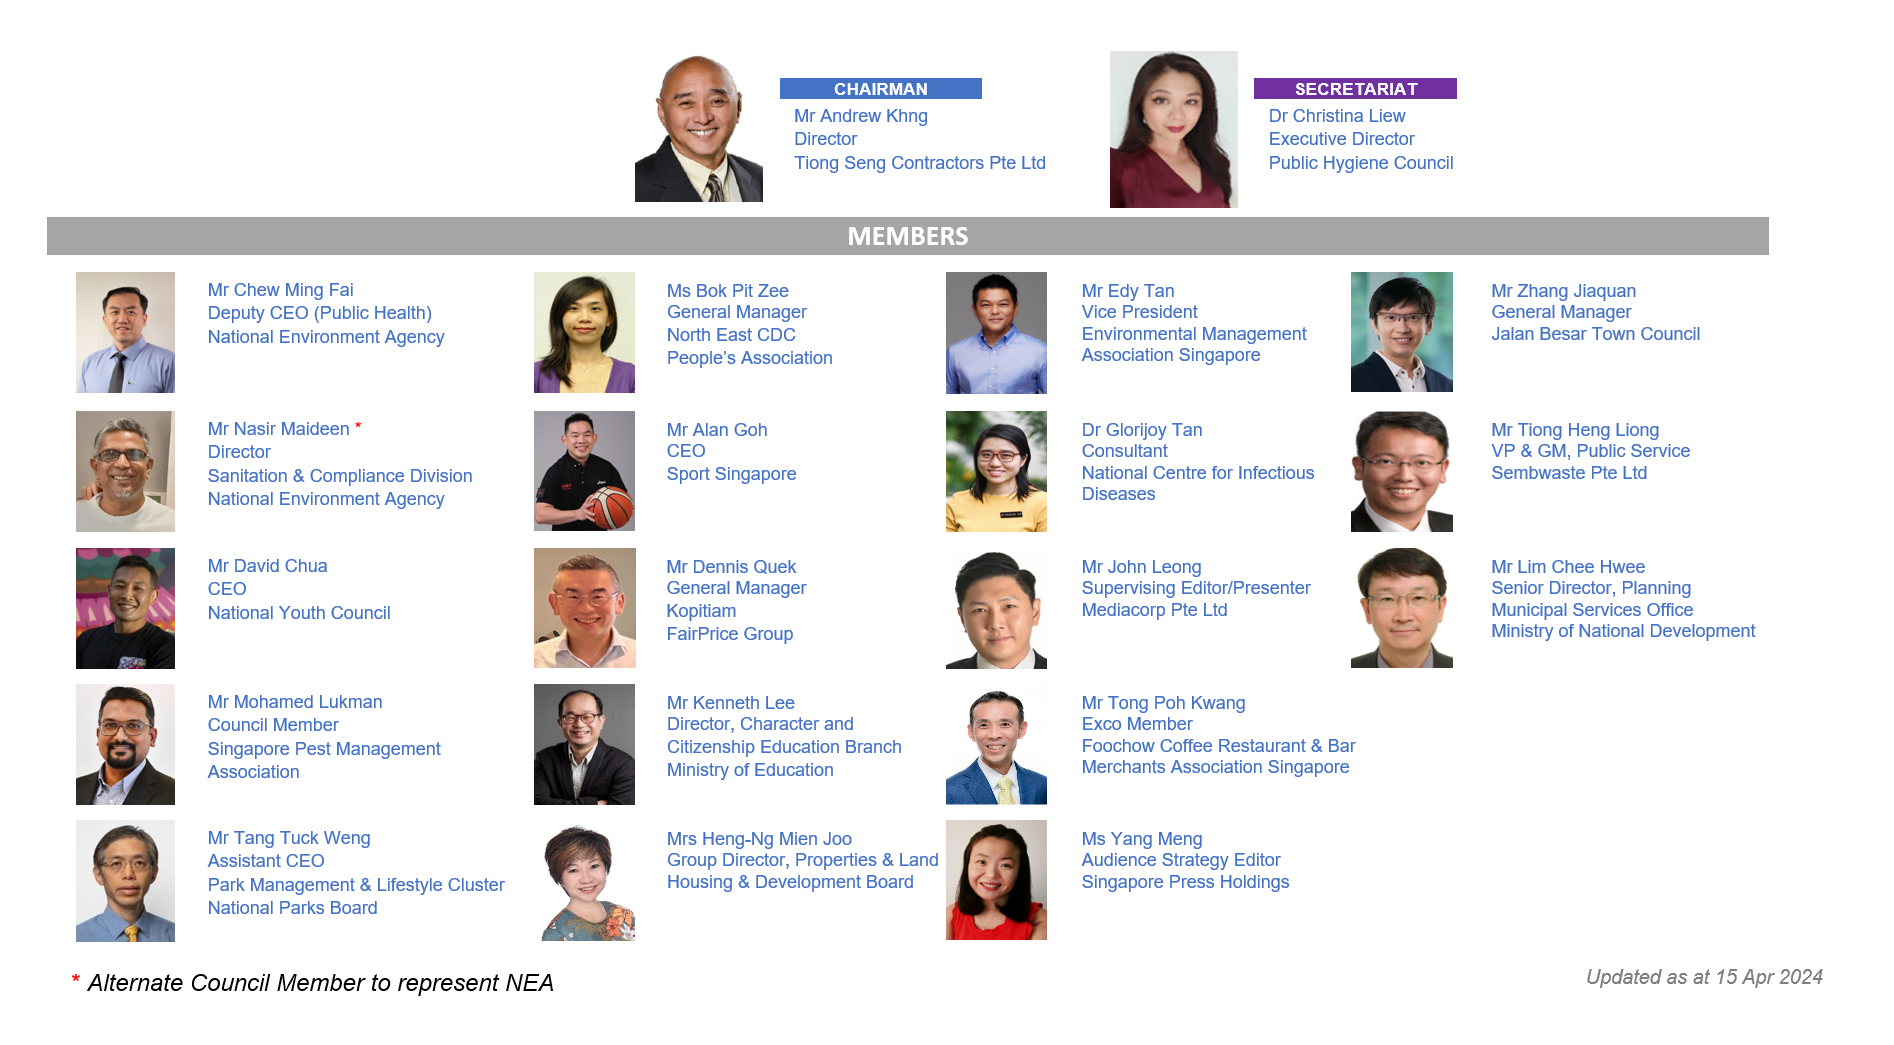 CHAIRMAN
Mr Andrew Khng
Director
Tiong Seng Contractors Pte Ltd
SECRETARIAT
Dr Christina Liew
Executive Director
Public Hygiene Council
MEMBERS
Mr Chew Ming Fai
Deputy CEO (Public Health)
National Environment Agency
Ms Bok Pit Zee
General Manager
North East CDC
People’s Association
Mr Edy Tan
Vice President
Environmental Management
Association Singapore
Mr Zhang Jiaquan
General Manager
Jalan Besar Town Council
Mr Nasir Maideen *
Director
Sanitation & Compliance Division
National Environment Agency
Mr Alan Goh
CEO
Sport Singapore
Dr Glorijoy Tan
Consultant
National Centre for Infectious
Diseases
Mr Tiong Heng Liong
VP & GM, Public Service
Sembwaste Pte Ltd
Mr David Chua
CEO
National Youth Council
Mr Dennis Quek
General Manager
Kopitiam
FairPrice Group
Mr John Leong
Supervising Editor/Presenter
Mediacorp Pte Ltd
Mr Lim Chee Hwee
Senior Director, Planning
Municipal Services Office
Ministry of National Development
Mr Mohamed Lukman
Council Member
Singapore Pest Management
Association
Mr Kenneth Lee
Director, Character and
Citizenship Education Branch
Ministry of Education
Mr Tong Poh Kwang
Exco Member
Foochow Coffee Restaurant & Bar
Merchants Association Singapore
Mr Tang Tuck Weng
Assistant CEO
Park Management & Lifestyle Cluster
National Parks Board
Mrs Heng-Ng Mien Joo
Group Director, Properties & Land
Housing & Development Board
Ms Yang Meng
Audience Strategy Editor
Singapore Press Holdings
* Alternate Council Member to represent NEA
Updated as at 15 Apr 2024